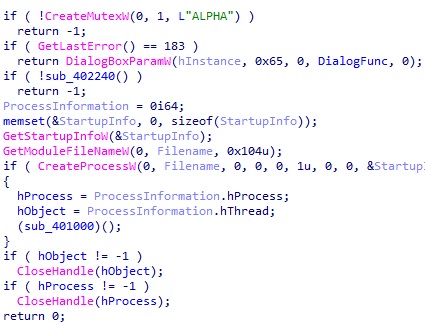 if ( !CreateMutexW(0, 1, L"ALPHA") )
return -1;
if ( GetLastError() == 183 )
return DialogBoxParamW(hInstance, 0x65, 0, DialogFunc, 0);
if ( !sub_402240() )
return -1;
ProcessInformation = 0i64;
memset(&StartupInfo, 0, sizeof(StartupInfo));
GetStartupInfoW(&StartupInfo);
GetModuleFileNameW(0, Filename, 0x104u);
if ( CreateProcessW(0, Filename, 0, 0, 0, 1u, 0, 0, &StartupI
{
hProcess = ProcessInformation.hProcess;
hObject = ProcessInformation.hThread;
(sub_401000)();
}
if ( hObject != -1 )
CloseHandle(hObject);
if ( hProcess != -1 )
CloseHandle(hProcess);
return 0;